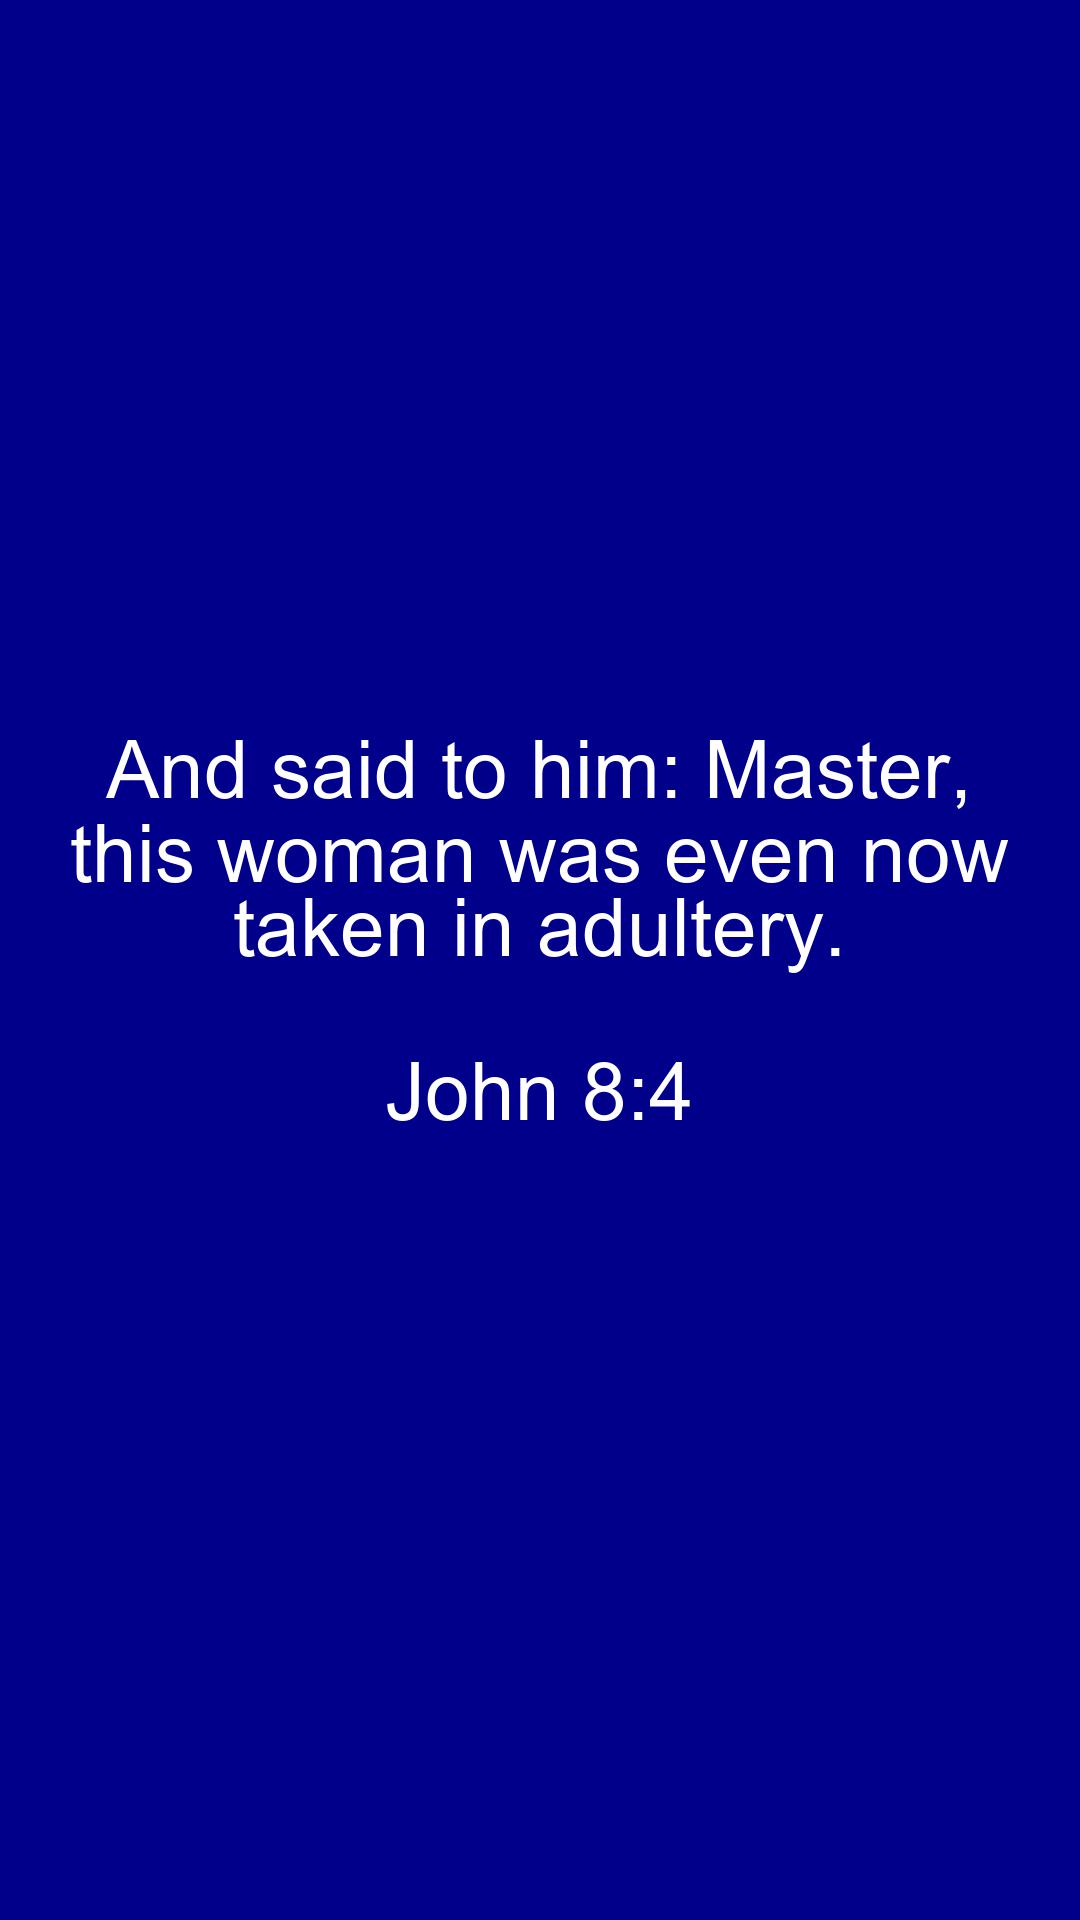 And said to him: Master,
this woman was even now
taken in adultery.
John 8:4